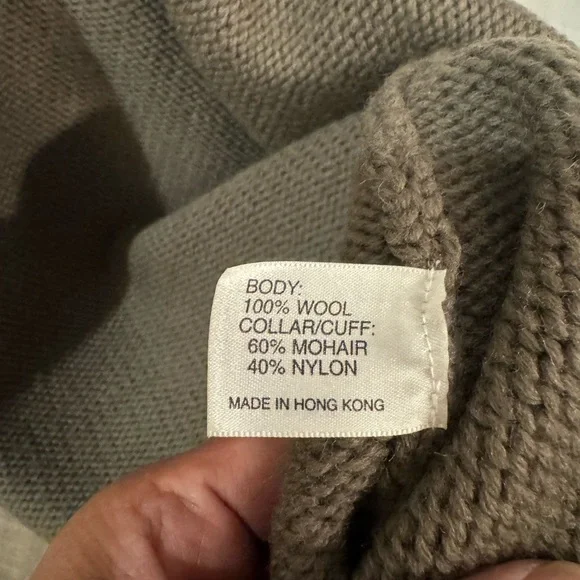 BODY:
100% WOOL
COLLAR/CUFF:
60% MOHAIR
40% NYLON
MADE IN HONG KONG